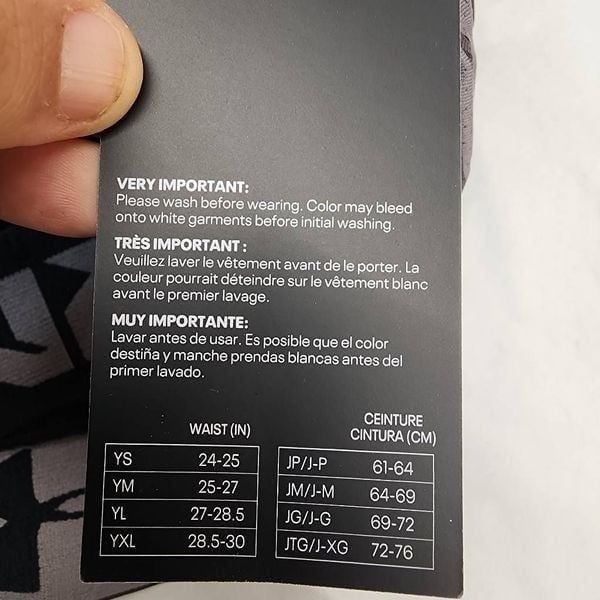 VERY IMPORTANT:
Please wash before wearing. Color may bleed
onto white garments before initial washing.
TRÈS IMPORTANT :
Veuillez laver le vêtement avant de le porter. La
couleur pourrait déteindre sur le vêtement blanc
avant le premier lavage.
MUY IMPORTANTE:
Lavar antes de usar. Es posible que el color
destiña y manche prendas blancas antes del
primer lavado.
WAIST (IN)
YS 24-25
YM 25-27
YL 27-28.5
YXL 28.5-30
CEINTURE
CINTURA (CM)
JP/J-P 61-64
JM/J-M 64-69
JG/J-G 69-72
JTG/J-XG 72-76